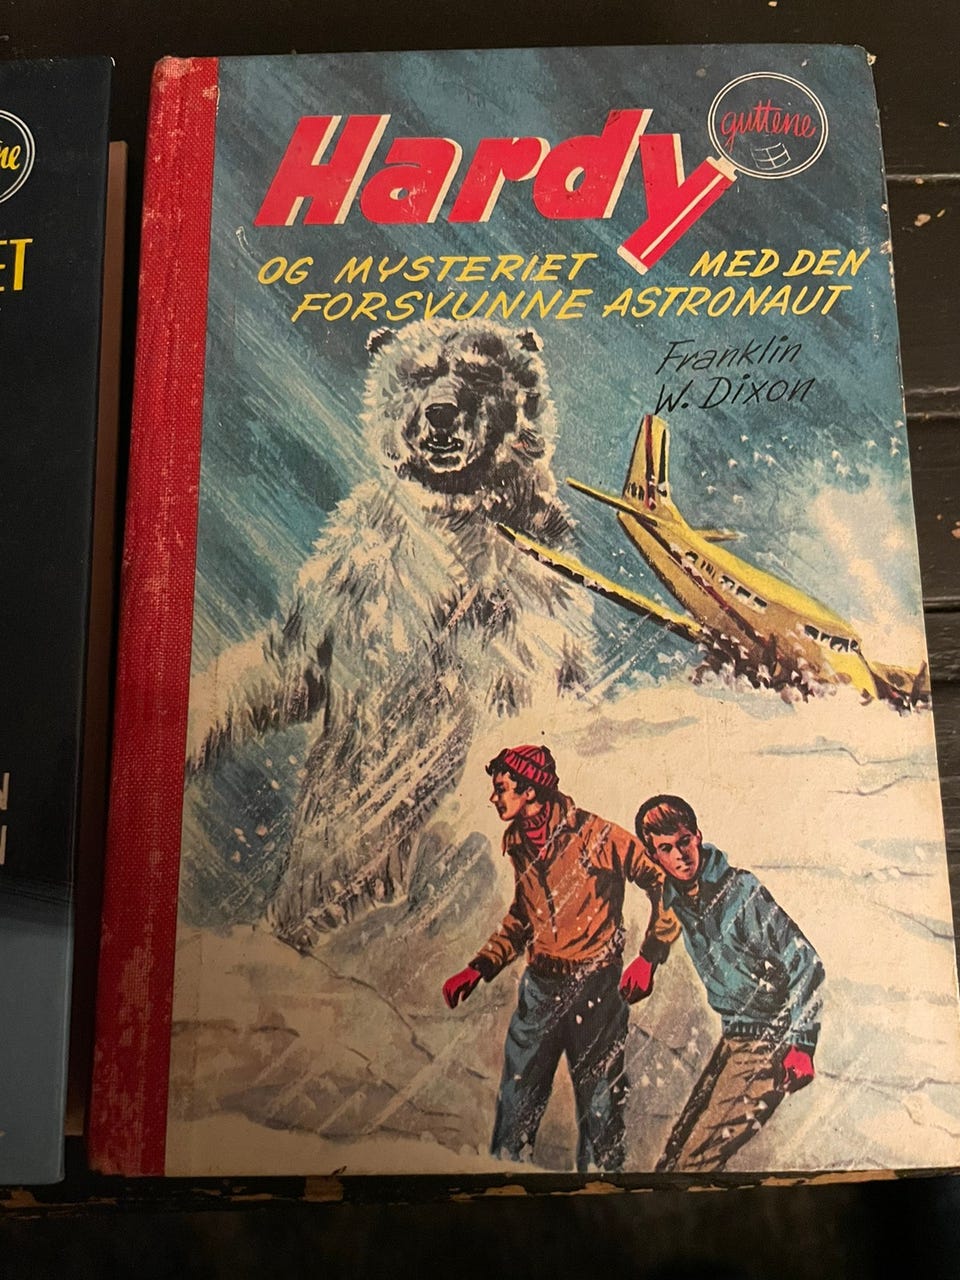 Hardy
guttene
OG MYSTERIET MED DEN
FORSVUNNE ASTRONAUT
Franklin
W. Dixon